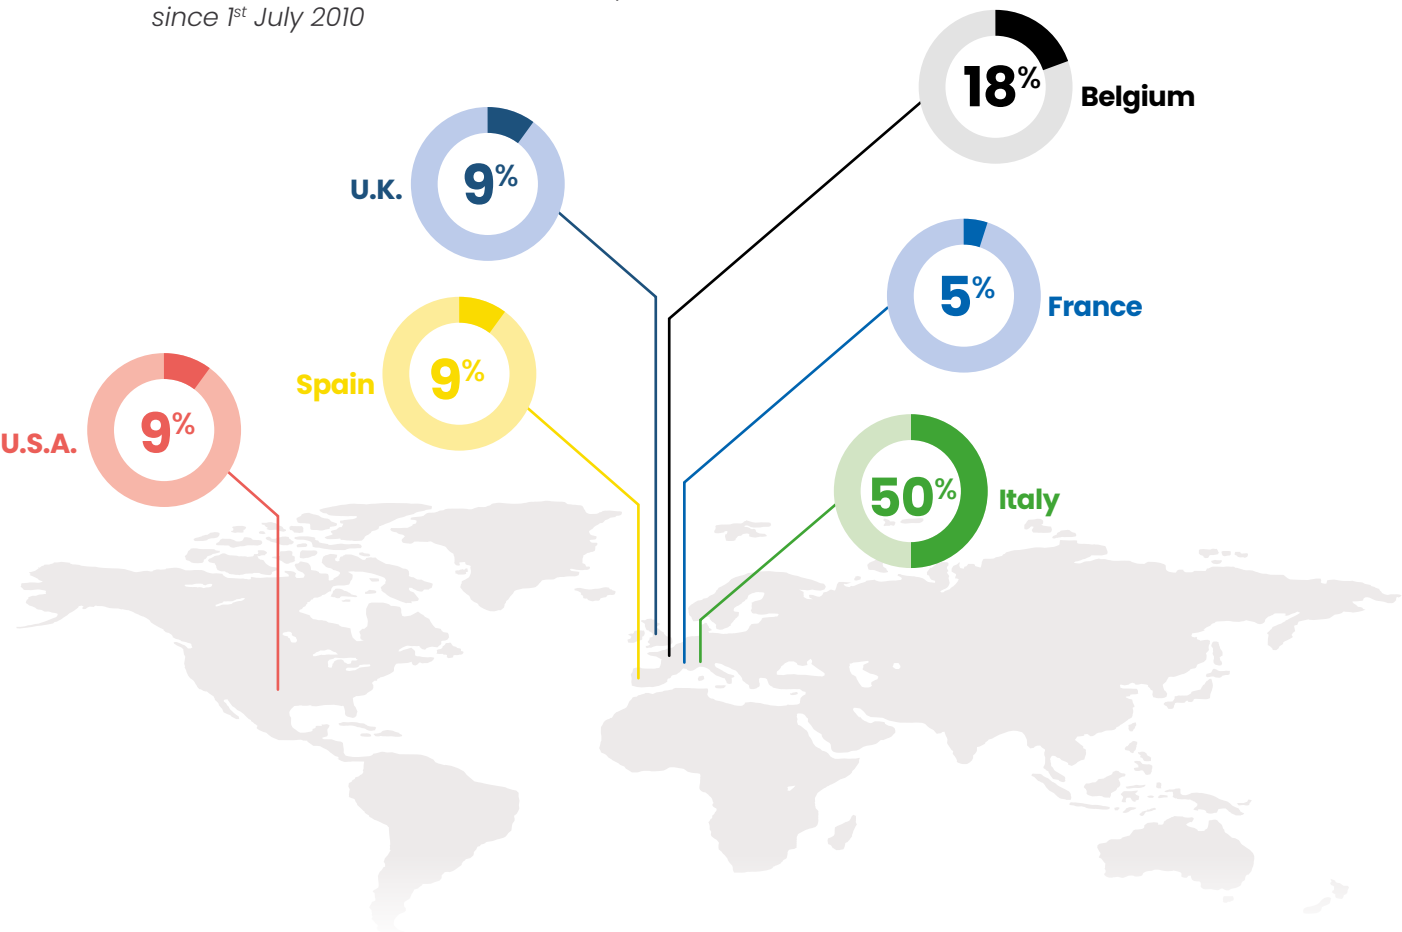 since 1st July 2010
18%
Belgium
U.K.
9%
5%
France
Spain
9%
U.S.A.
9%
50%
Italy